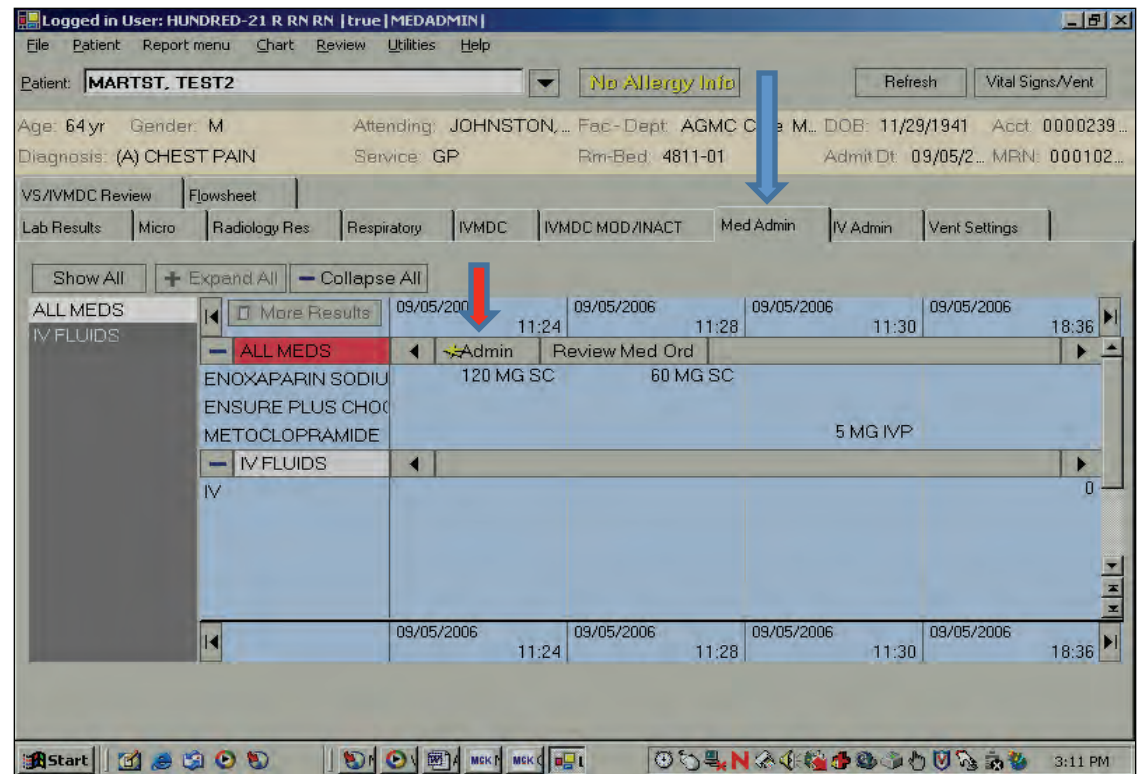 Logged in User: HUNDRED-21 R RN RN |true|MEDADMIN|
File Patient Report menu Chart Review Utilities Help
Patient: MARTST, TEST2 No Allergy Info Refresh Vital Signs/Vent
Age: 64 yr Gender: M Attending: JOHNSTON,... Fac-Dept: AGMC M... DOB: 11/29/1941 Acct: 0000239...
Diagnosis: (A) CHEST PAIN Service: GP Rm-Bed: 4811-01 Admit Dt: 09/05/2... MRN: 000102...
VS/IVMDC Review Flowsheet
Lab Results Micro Radiology Res Respiratory IVMDC IVMDC MOD/INACT Med Admin IV Admin Vent Settings
Show All Expand All Collapse All
ALL MEDS More Results 09/05/200 09/05/2006 09/05/2006 09/05/2006
IV FLUIDS 11:24 11:28 11:30 18:36
ALL MEDS Admin Review Med Ord
ENOXAPARIN SODIU 120 MG SC 60 MG SC
ENSURE PLUS CHO
METOCLOPRAMIDE 5 MG IVP
IV FLUIDS
IV 0
09/05/2006 09/05/2006 09/05/2006 09/05/2006
11:24 11:28 11:30 18:36
Start MCK MCK 3:11 PM